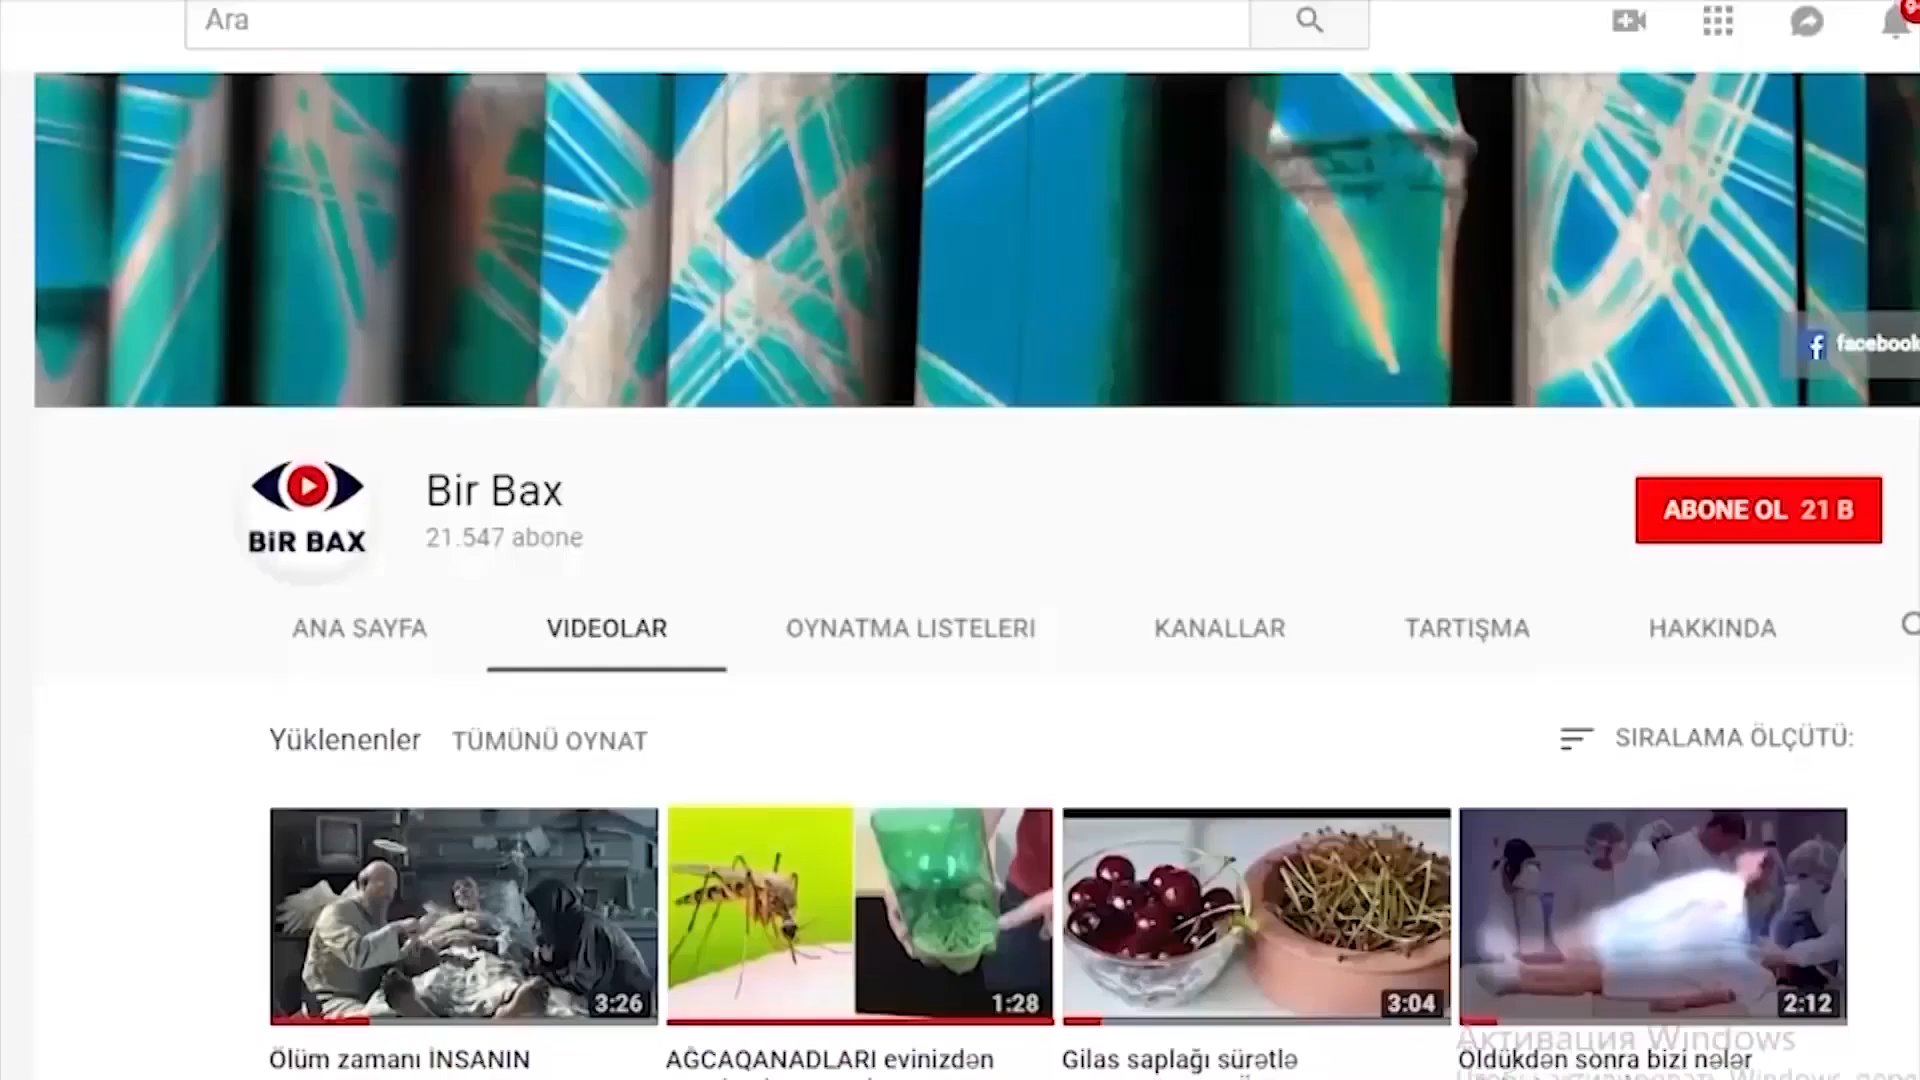 Ara
9+
facebook
BiR BAX
Bir Bax
21.547 abone
ABONE OL 21 B
ANA SAYFA VIDEOLAR OYNATMA LISTELERI KANALLAR TARTIŞMA HAKKINDA
Yüklenenler TÜMÜNÜ OYNAT SIRALAMA ÖLÇÜTÜ:
3:26 1:28 3:04 2:12
Активация Windows
Ölüm zamanı İNSANIN AĞCAQANADLARI evinizdən Gilas saplağı sürətlə Öldükdən sonra bizi nələr